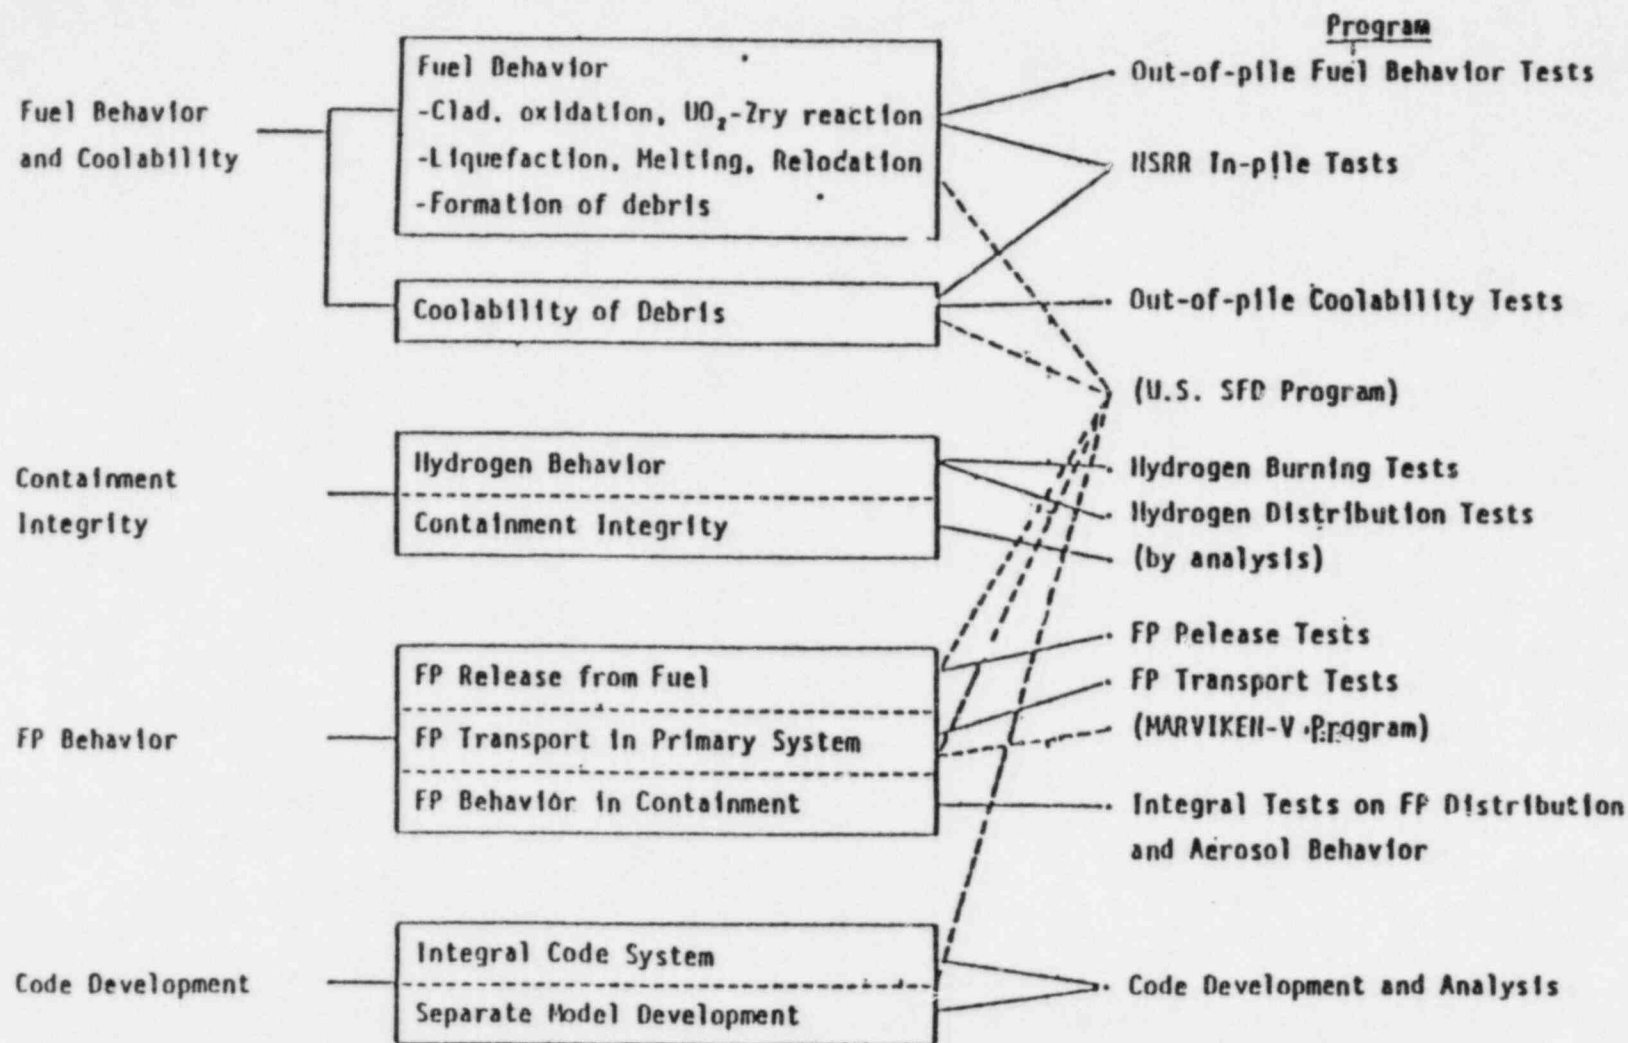 Program
Fuel Behavior
and Coolability
Fuel Behavior
-Clad. oxidation, UO₂-Zry reaction
-Liquefaction, Melting, Relocation
-Formation of debris
Coolability of Debris
Out-of-pile Fuel Behavior Tests
NSRR In-pile Tests
Out-of-pile Coolability Tests
(U.S. SFD Program)
Containment
Integrity
Hydrogen Behavior
Containment Integrity
Hydrogen Burning Tests
Hydrogen Distribution Tests
(by analysis)
FP Behavior
FP Release from Fuel
FP Transport in Primary System
FP Behavior in Containment
FP Release Tests
FP Transport Tests
(MARVIKEN-V Program)
Integral Tests on FP Distribution
and Aerosol Behavior
Code Development
Integral Code System
Separate Model Development
Code Development and Analysis